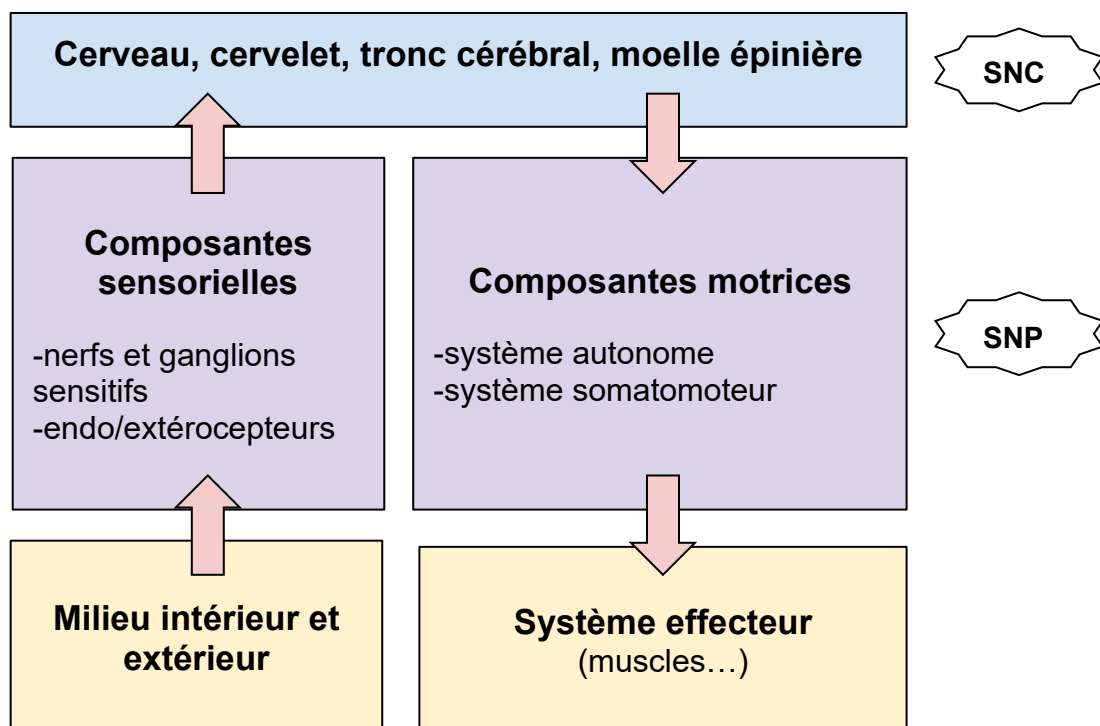 Cerveau, cervelet, tronc cérébral, moelle épinière
SNC
Composantes
sensorielles
-nerfs et ganglions
sensitifs
-endo/extérocepteurs
Composantes motrices
-système autonome
-système somatomoteur
SNP
Milieu intérieur et
extérieur
Système effecteur
(muscles…)